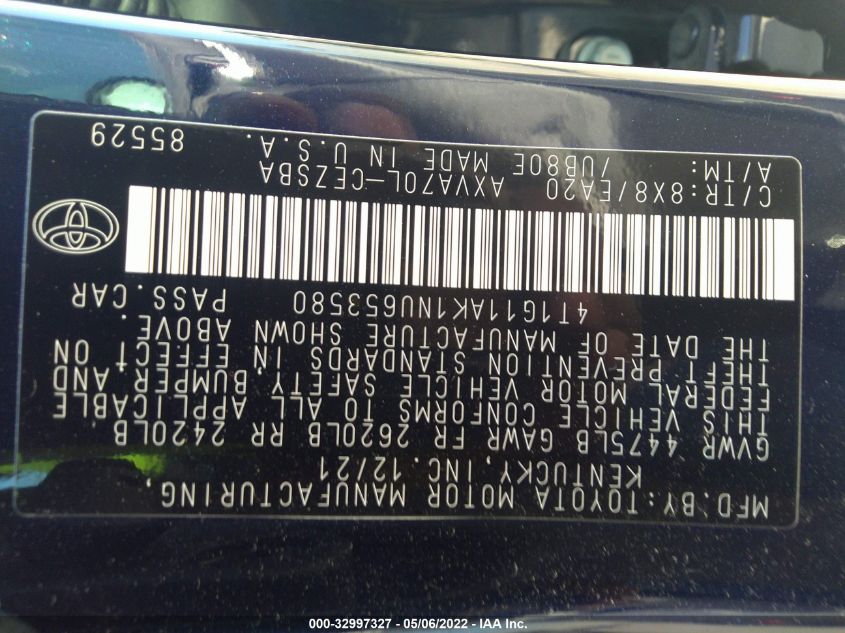 MFD.BY:TOYOTA MOTOR MANUFACTURING,
KENTUCKY,INC.12/21
GVWR 4475LB GAWR FR 2620LB RR 2420LB
THIS VEHICLE CONFORMS TO ALL APPLICABLE
FEDERAL MOTOR VEHICLE SAFETY,BUMPER,AND
THEFT PREVENTION STANDARDS IN EFFECT ON
THE DATE OF MANUFACTURE SHOWN ABOVE.
4T1G11AK1NU653580 PASS.CAR
C/TR:8X8/EA20 AXVA70L-CEZSBA
A/TM: /UB80E MADE IN U.S.A. 85529
000-32997327 - 05/06/2022 - © IAA Inc.